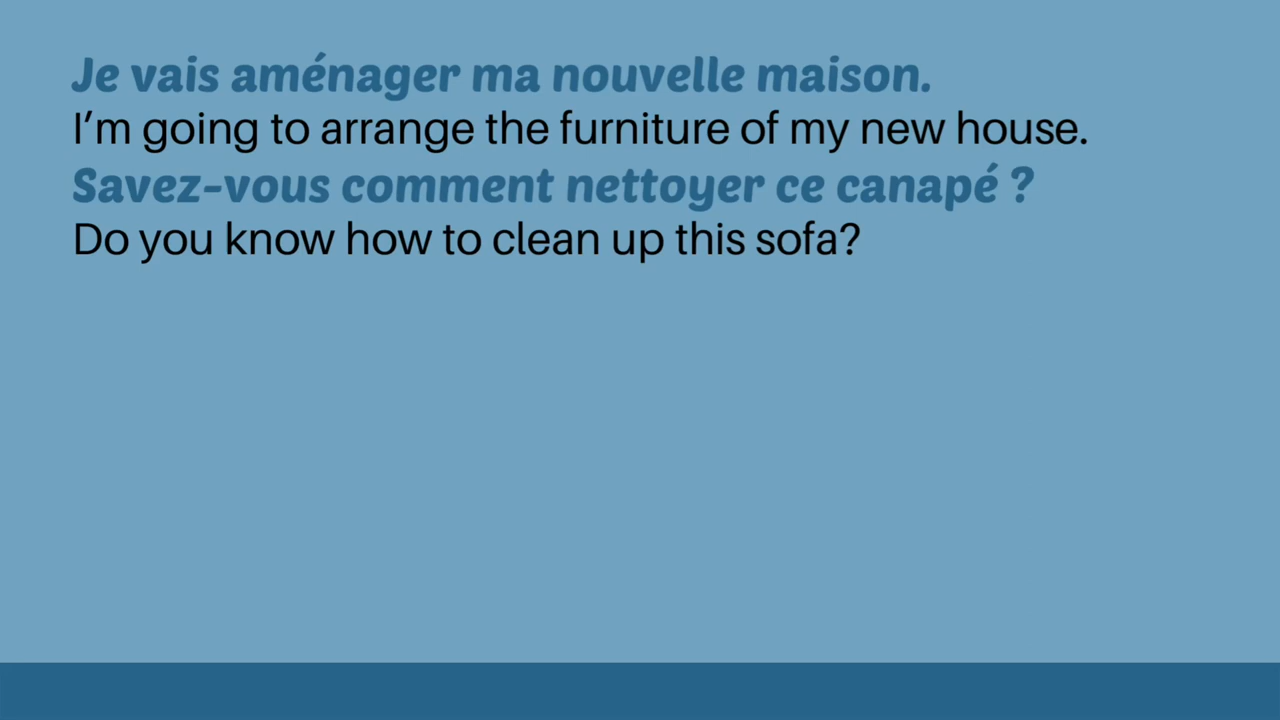 Je vais aménager ma nouvelle maison.
I’m going to arrange the furniture of my new house.
Savez-vous comment nettoyer ce canapé ?
Do you know how to clean up this sofa?